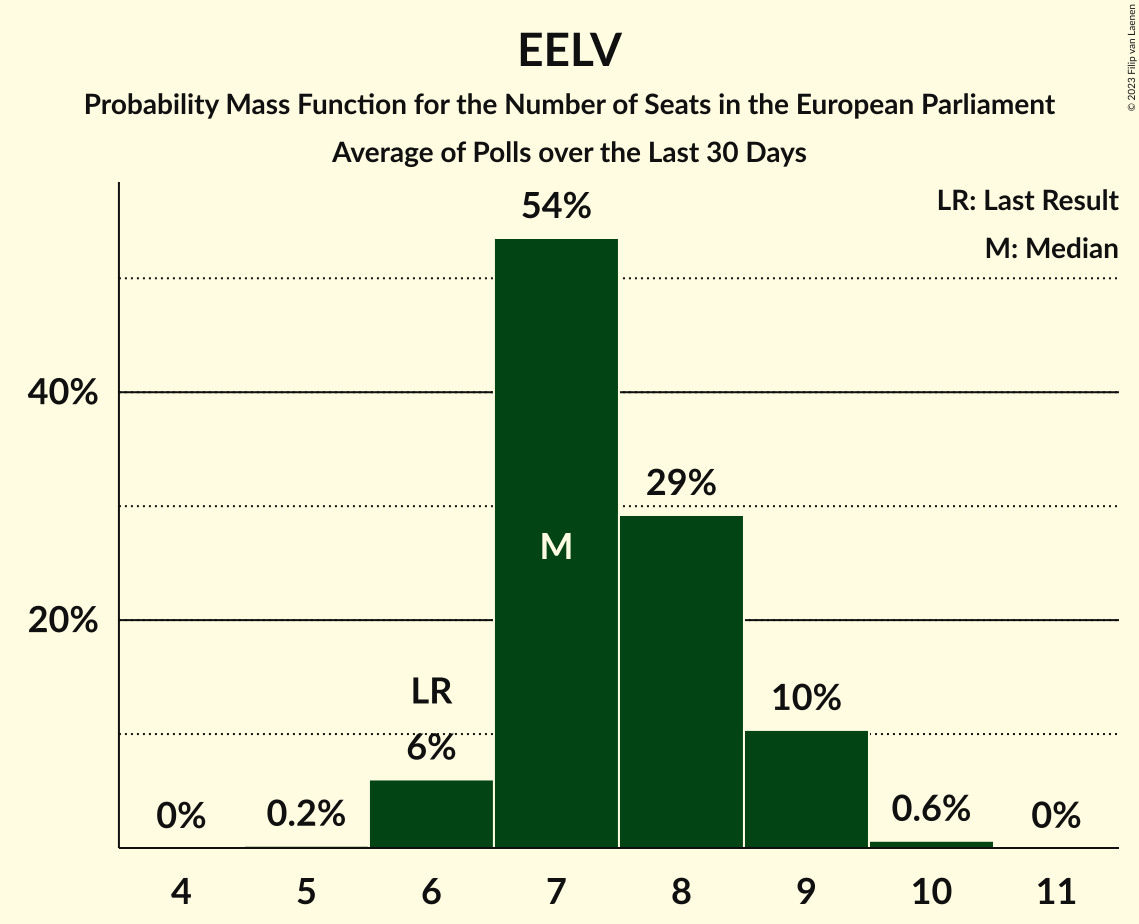 EELV
Probability Mass Function for the Number of Seats in the European Parliament
Average of Polls over the Last 30 Days
© 2023 Filip van Laenen
LR: Last Result
M: Median
54%
40%
29%
M
20%
LR
10%
6%
0%
0.2%
0.6%
0%
4 5 6 7 8 9 10 11